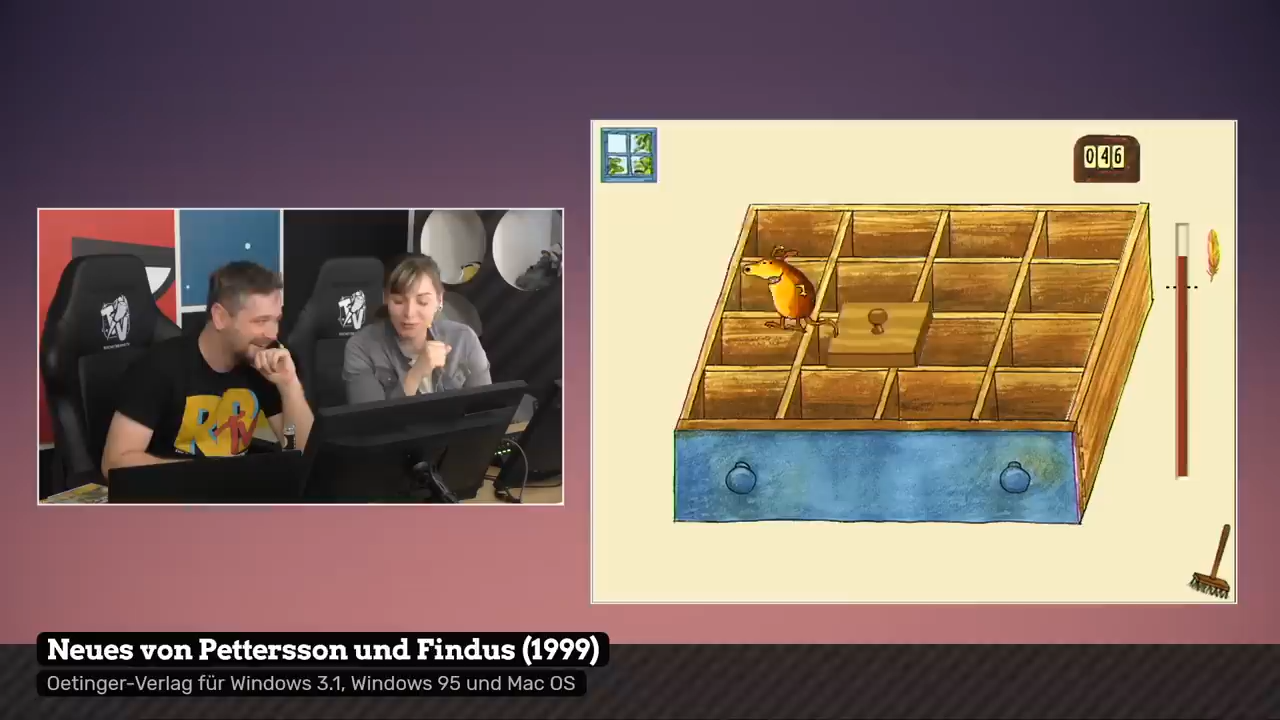 046
Neues von Pettersson und Findus (1999)
Oetinger-Verlag für Windows 3.1, Windows 95 und Mac OS